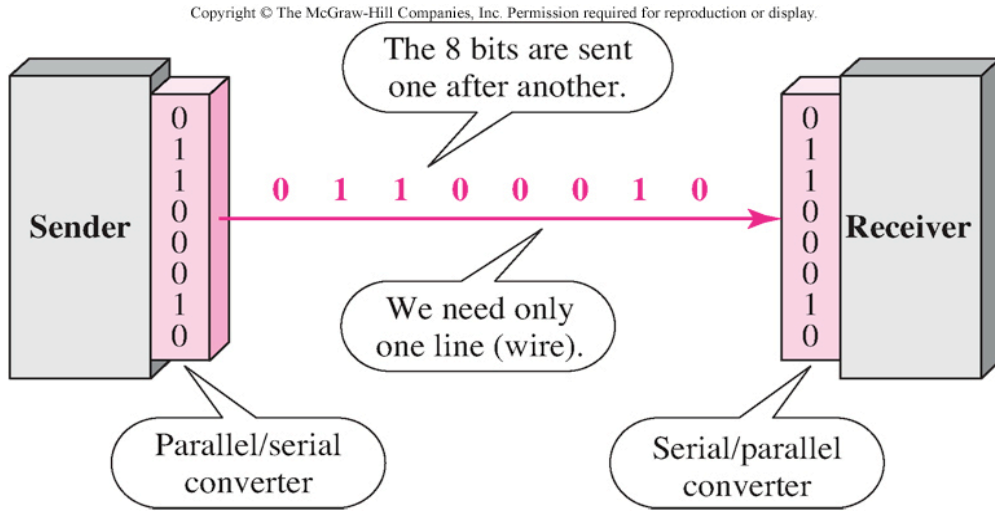 Copyright © The McGraw-Hill Companies, Inc. Permission required for reproduction or display.
The 8 bits are sent
one after another.
0
1
1
0
0
0
1
0
0 1 1 0 0 0 1 0
0
1
1
0
0
0
1
0
Sender
Receiver
We need only
one line (wire).
Parallel/serial
converter
Serial/parallel
converter